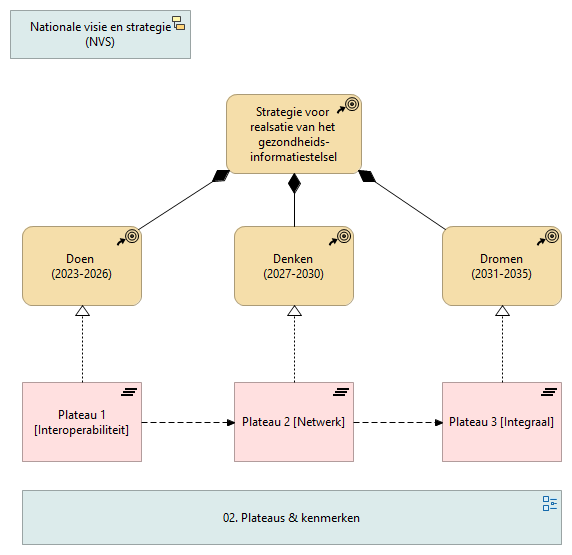 Nationale visie en strategie
(NVS)
Strategie voor
realsatie van het
gezondheids-
informatiestelsel
Doen
(2023-2026)
Denken
(2027-2030)
Dromen
(2031-2035)
Plateau 1
[Interoperabiliteit]
Plateau 2 [Netwerk]
Plateau 3 [Integraal]
02. Plateaus & kenmerken